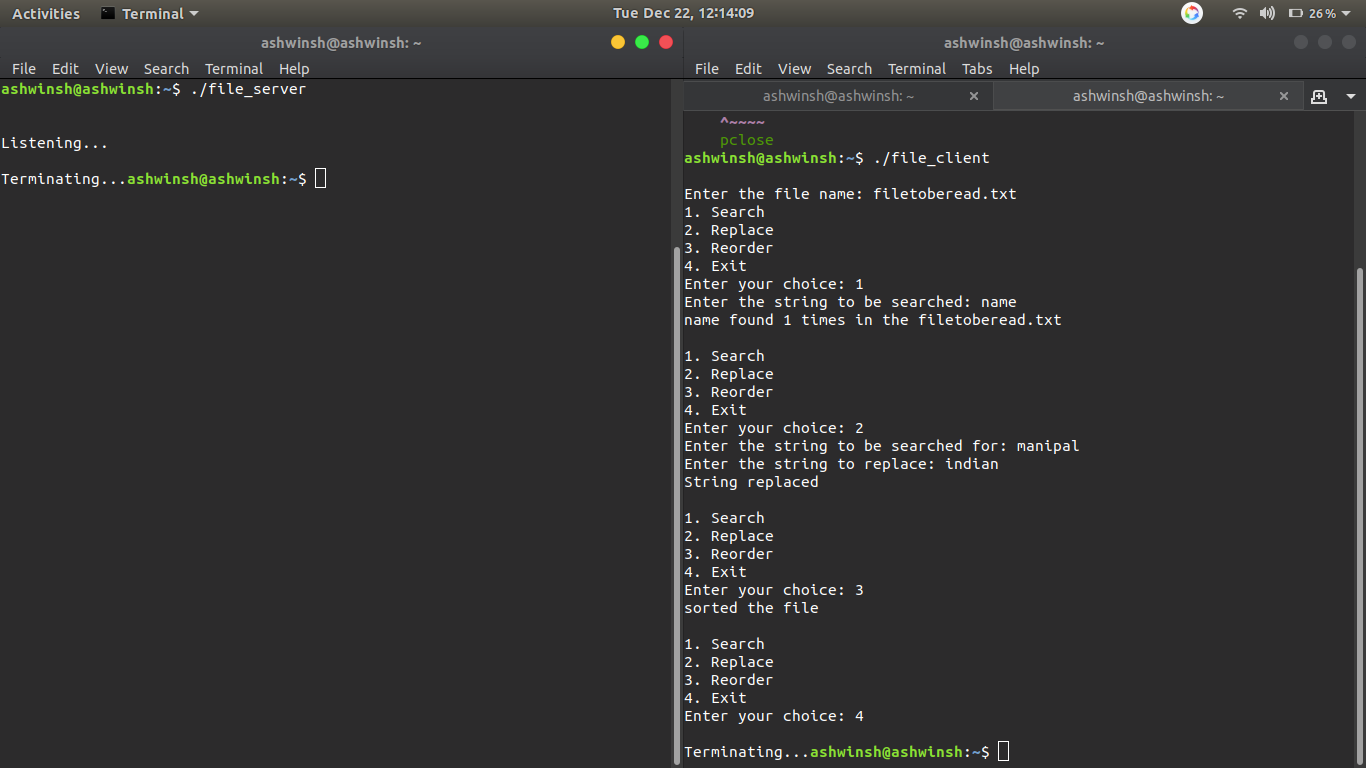 Activities Terminal Tue Dec 22, 12:14:09 26%
ashwinsh@ashwinsh: ~
File Edit View Search Terminal Help
ashwinsh@ashwinsh:~$ ./file_server
Listening...
Terminating...ashwinsh@ashwinsh:~$
ashwinsh@ashwinsh: ~
File Edit View Search Terminal Tabs Help
ashwinsh@ashwinsh: ~ × ashwinsh@ashwinsh: ~ ×
^~~~~
pclose
ashwinsh@ashwinsh:~$ ./file_client
Enter the file name: filetoberead.txt
1. Search
2. Replace
3. Reorder
4. Exit
Enter your choice: 1
Enter the string to be searched: name
name found 1 times in the filetoberead.txt
1. Search
2. Replace
3. Reorder
4. Exit
Enter your choice: 2
Enter the string to be searched for: manipal
Enter the string to replace: indian
String replaced
1. Search
2. Replace
3. Reorder
4. Exit
Enter your choice: 3
sorted the file
1. Search
2. Replace
3. Reorder
4. Exit
Enter your choice: 4
Terminating...ashwinsh@ashwinsh:~$